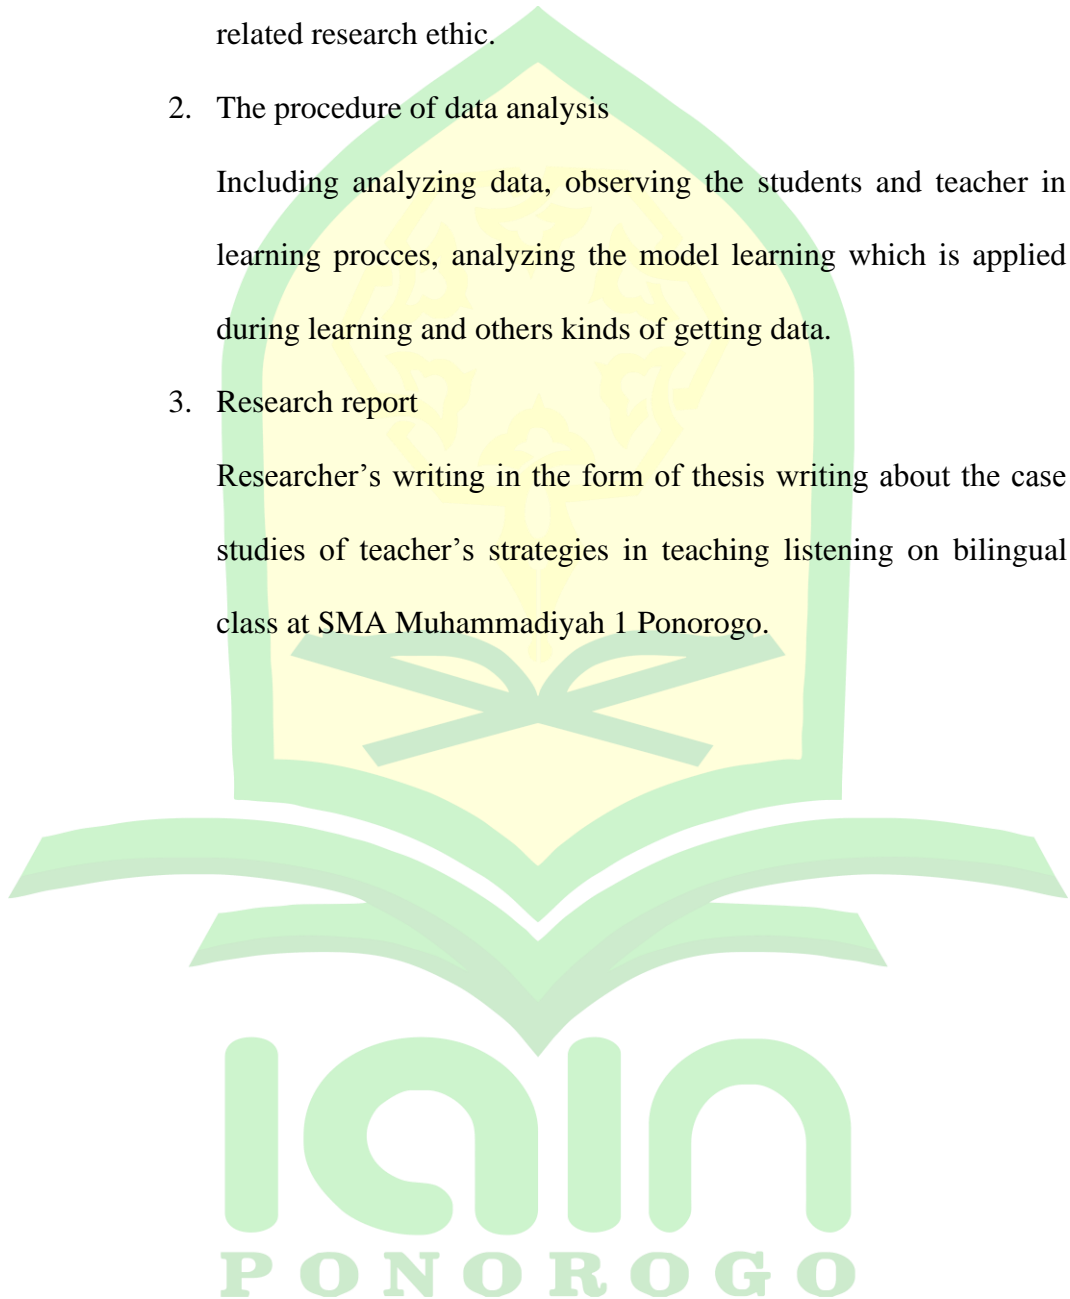 related research ethic.
2. The procedure of data analysis
Including analyzing data, observing the students and teacher in
learning procces, analyzing the model learning which is applied
during learning and others kinds of getting data.
3. Research report
Researcher’s writing in the form of thesis writing about the case
studies of teacher’s strategies in teaching listening on bilingual
class at SMA Muhammadiyah 1 Ponorogo.
iain
PONOROGO